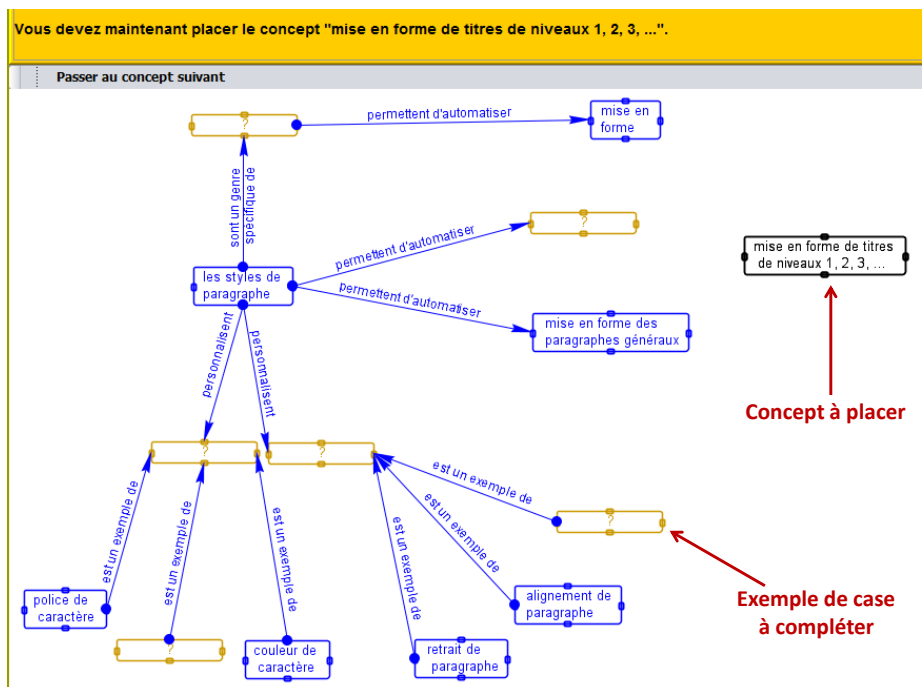 Vous devez maintenant placer le concept "mise en forme de titres de niveaux 1, 2, 3, ...".
Passer au concept suivant
?
permettent d'automatiser
mise en
forme
sont un genre
spécifique de
permettent d'automatiser
?
mise en forme de titres
de niveaux 1, 2, 3, ...
les styles de
paragraphe
permettent d'automatiser
mise en forme des
paragraphes généraux
Concept à placer
personnalisent
personnalisent
?
?
est un exemple de
?
est un exemple de
est un exemple de
est un exemple de
est un exemple de
est un exemple de
police de
caractère
?
couleur de
caractère
retrait de
paragraphe
alignement de
paragraphe
Exemple de case
à compléter